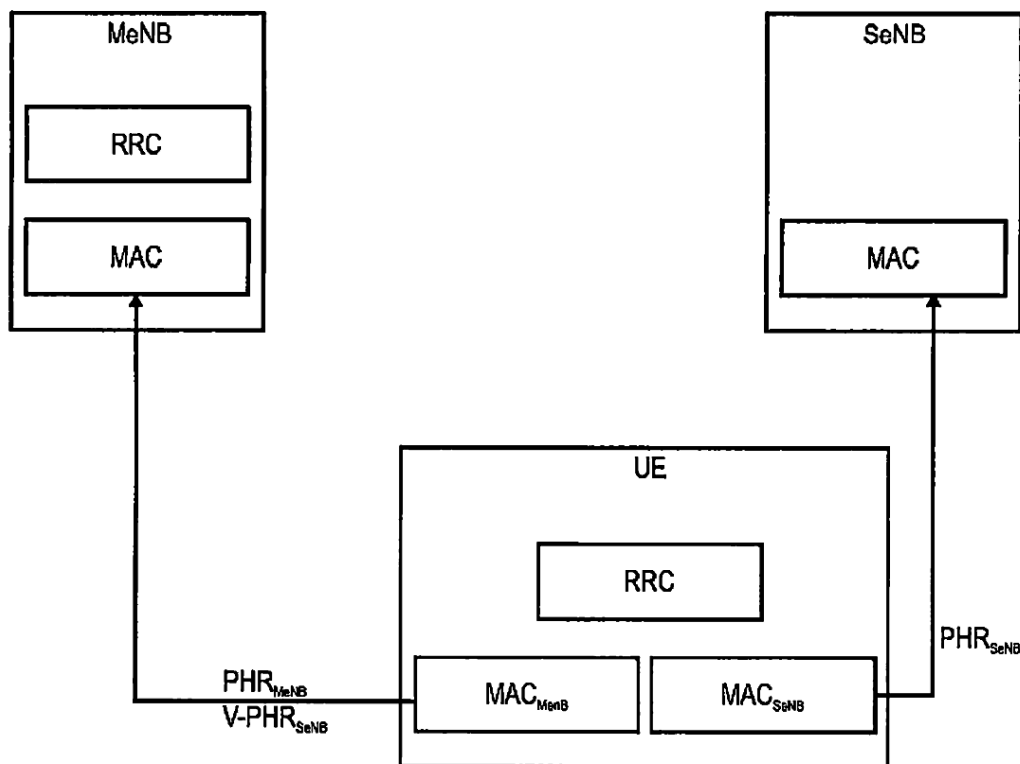 MeNB
SeNB
RRC
MAC
MAC
UE
RRC
PHR_SeNB
PHR_MeNB
V-PHR_SeNB
MAC_MenB
MAC_SeNB